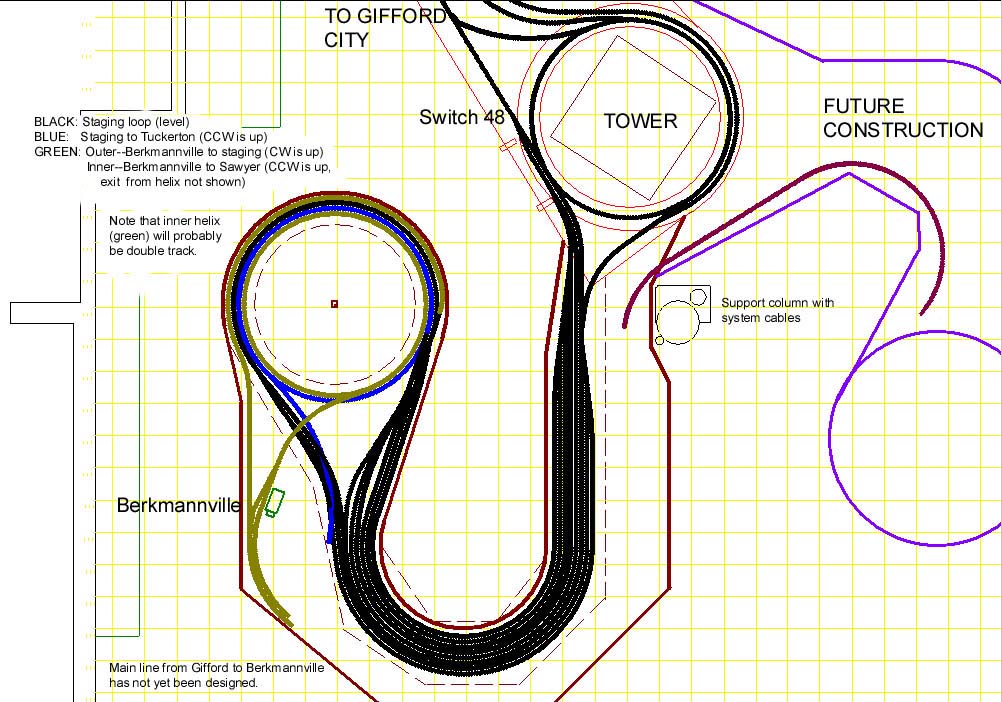 TO GIFFORD
CITY
Switch 48
TOWER
FUTURE
CONSTRUCTION
BLACK: Staging loop (level)
BLUE: Staging to Tuckerton (CCW is up)
GREEN: Outer--Berkmannville to staging (CW is up)
Inner--Berkmannville to Sawyer (CCW is up,
exit from helix not shown)
Note that inner helix
(green) will probably
be double track.
Support column with
system cables
Berkmannville
Main line from Gifford to Berkmannville
has not yet been designed.